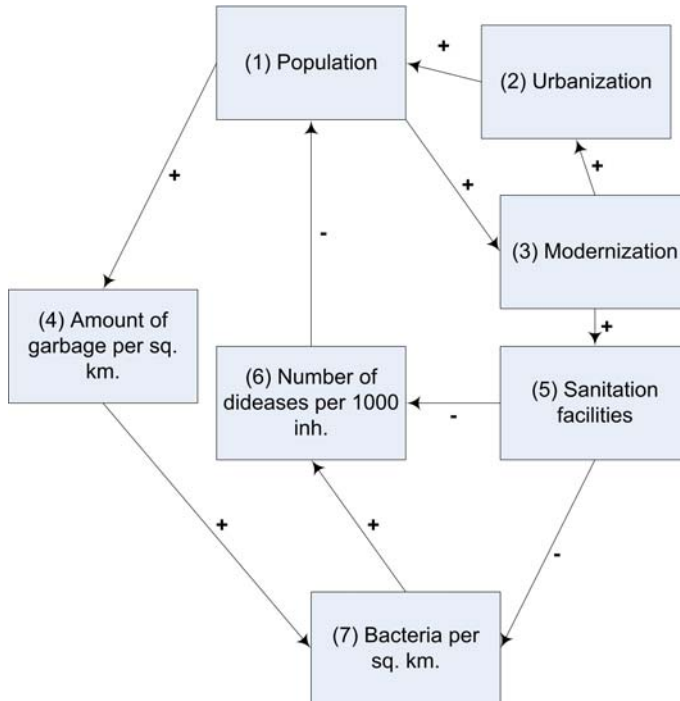 (1) Population
+
(2) Urbanization
+
+
+
-
(3) Modernization
+
(4) Amount of
garbage per sq.
km.
(6) Number of
dideases per 1000
inh.
-
(5) Sanitation
facilities
+
+
-
(7) Bacteria per
sq. km.